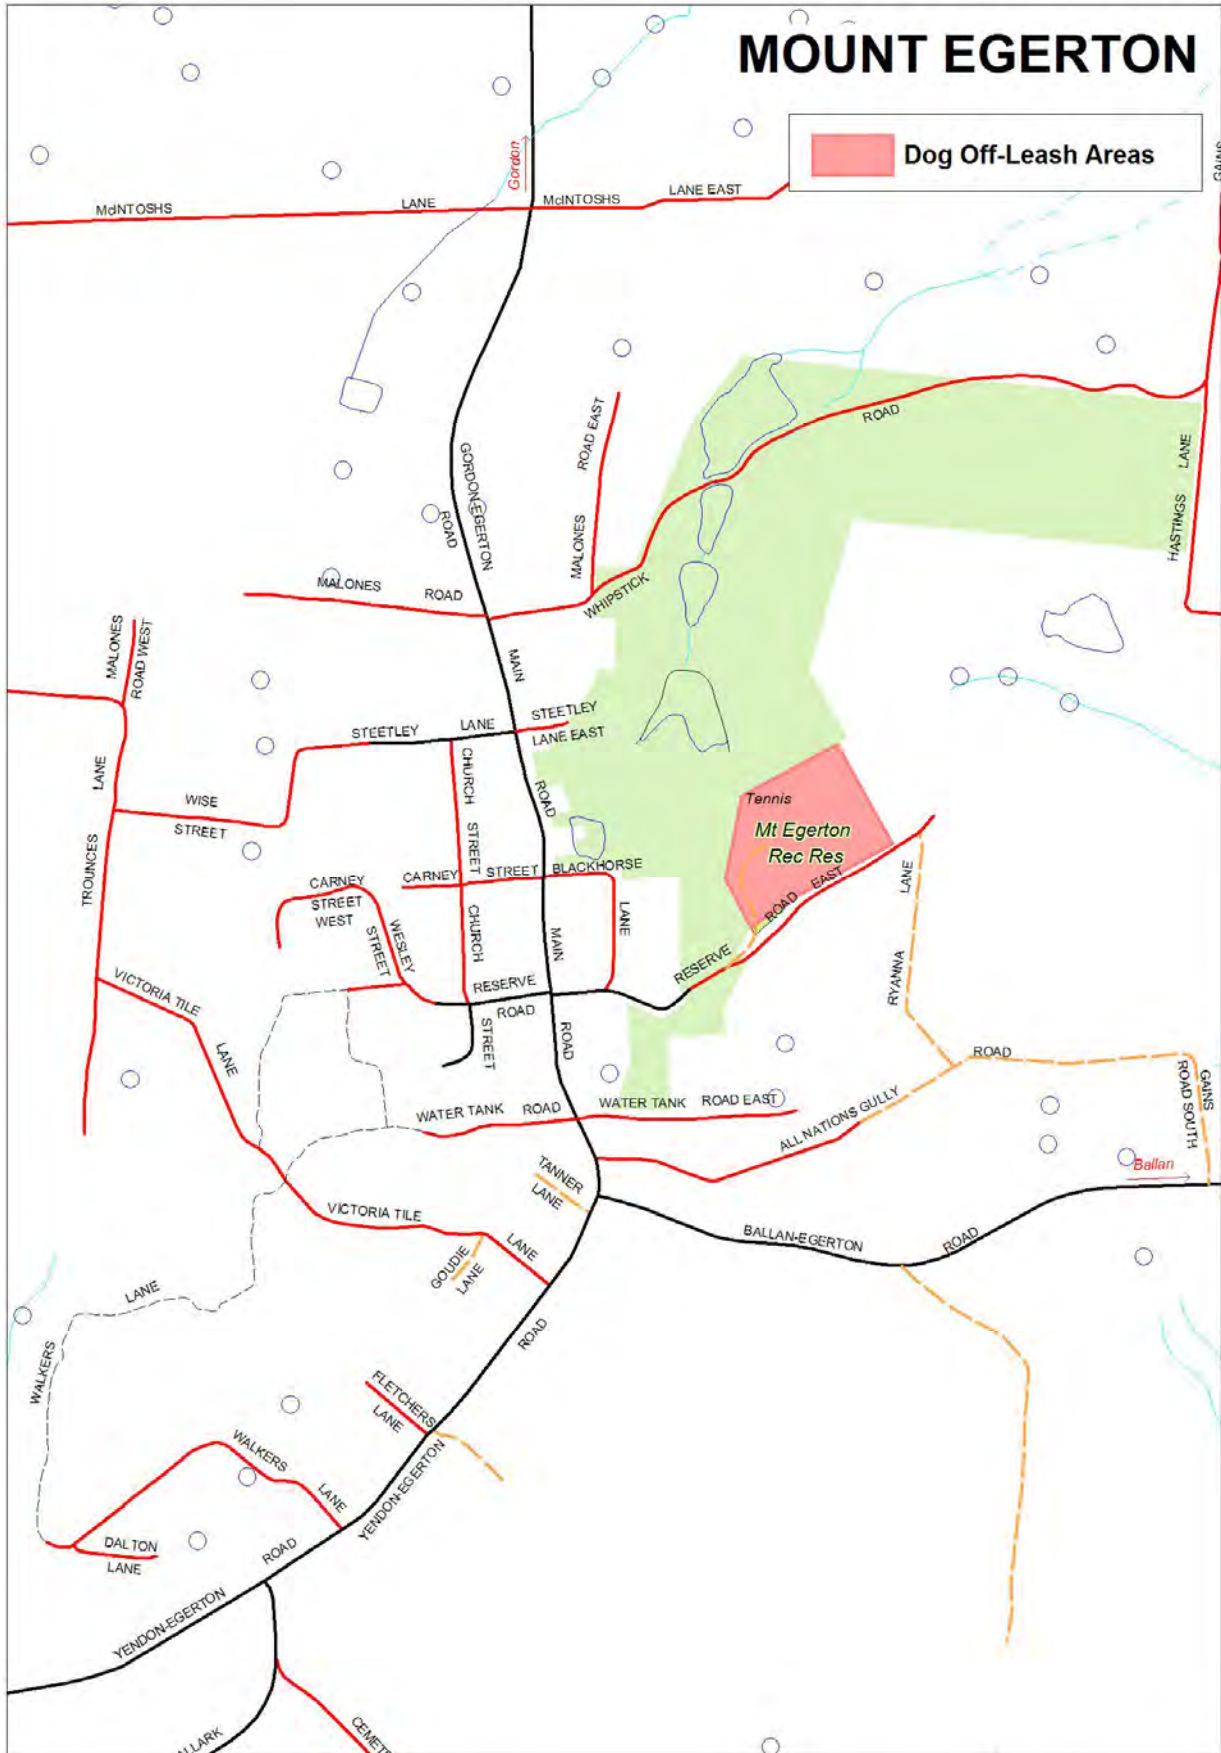 MOUNT EGERTON
Dog Off-Leash Areas
Gordon
GAINS
McINTOSHS
LANE
McINTOSHS
LANE EAST
ROAD EAST
MALONES
ROAD
GORDON-EGERTON
ROAD
HASTINGS
LANE
MALONES
ROAD
WHIPSTICK
MALONES
ROAD WEST
MAIN
STEETLEY
LANE
STEETLEY
LANE EAST
LANE
TROUNCES
WISE
STREET
CHURCH
STREET
ROAD
Tennis
Mt Egerton
Rec Res
CARNEY
STREET
WEST
CARNEY
STREET
BLACKHORSE
LANE
WESLEY
STREET
CHURCH
STREET
MAIN
ROAD
RESERVE
ROAD EAST
LANE
RYANNA
VICTORIA TILE
LANE
RESERVE
ROAD
ROAD
GAINS
ROAD SOUTH
WATER TANK
ROAD
WATER TANK
ROAD EAST
ALL NATIONS GULLY
Ballan
TANNER
LANE
VICTORIA TILE
LANE
GOUDIE
LANE
BALLAN-EGERTON
ROAD
ROAD
LANE
WALKERS
FLETCHERS
LANE
WALKERS
LANE
YENDON-EGERTON
DALTON
LANE
ROAD
YENDON-EGERTON
ALLARK
CEMET